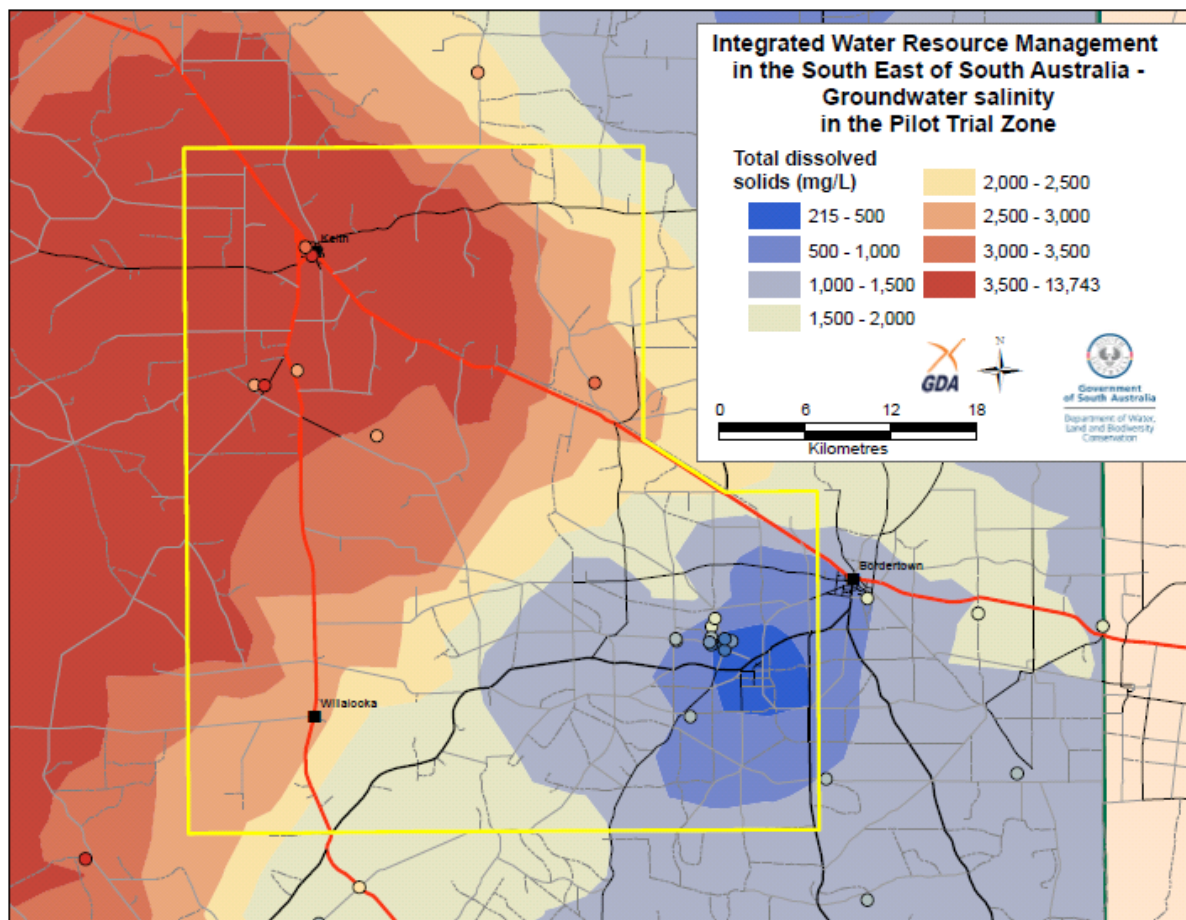 Integrated Water Resource Management
in the South East of South Australia -
Groundwater salinity
in the Pilot Trial Zone
Total dissolved
solids (mg/L)
215 - 500
500 - 1,000
1,000 - 1,500
1,500 - 2,000
2,000 - 2,500
2,500 - 3,000
3,000 - 3,500
3,500 - 13,743
GDA
N
SOUTH
AUSTRALIA
Government
of South Australia
Department of Water,
Land and Biodiversity
Conservation
0 6 12 18
Kilometres
Keith
Bordertown
Willalooka